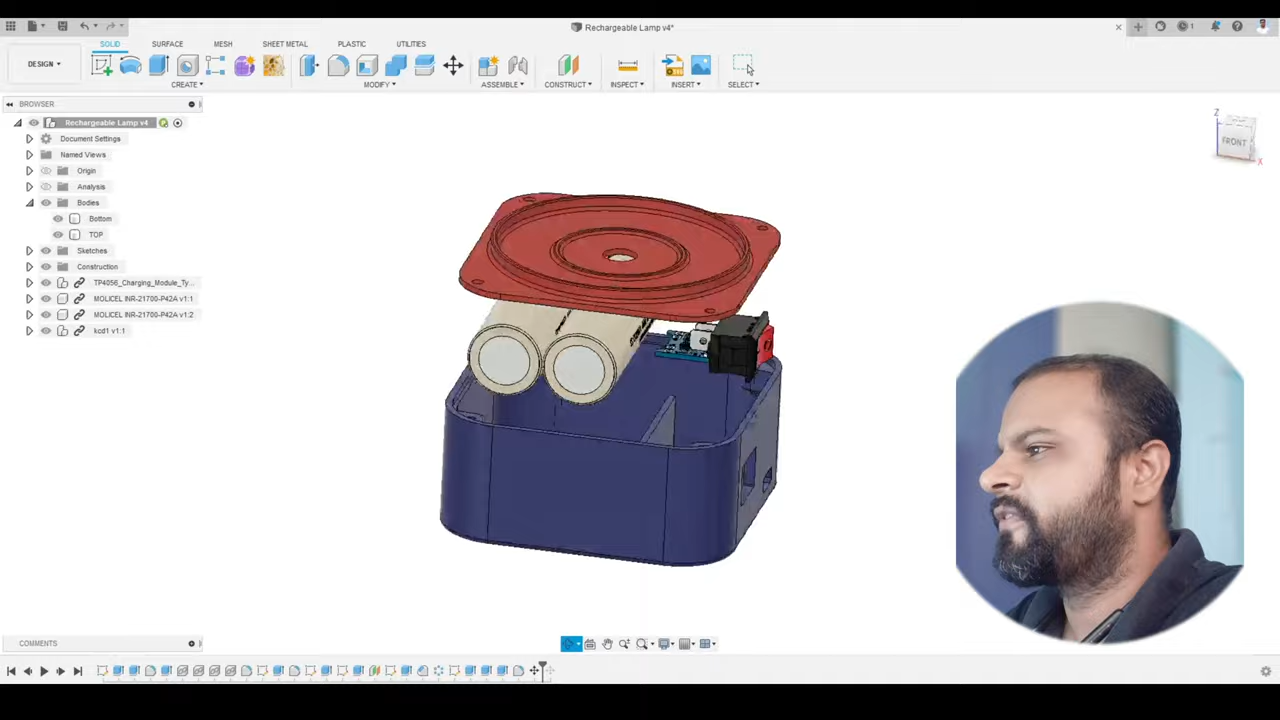 Rechargeable Lamp v4*
1
SOLID SURFACE MESH SHEET METAL PLASTIC UTILITIES
DESIGN
CREATE MODIFY ASSEMBLE CONSTRUCT INSPECT INSERT SELECT
BROWSER
Rechargeable Lamp v4
Document Settings
Named Views
Origin
Analysis
Bodies
Bottom
TOP
Sketches
Construction
TP4056_Charging_Module_Ty...
MOLICEL INR-21700-P42A v1:1
MOLICEL INR-21700-P42A v1:2
kcd1 v1:1
Z
FRONT
X
COMMENTS